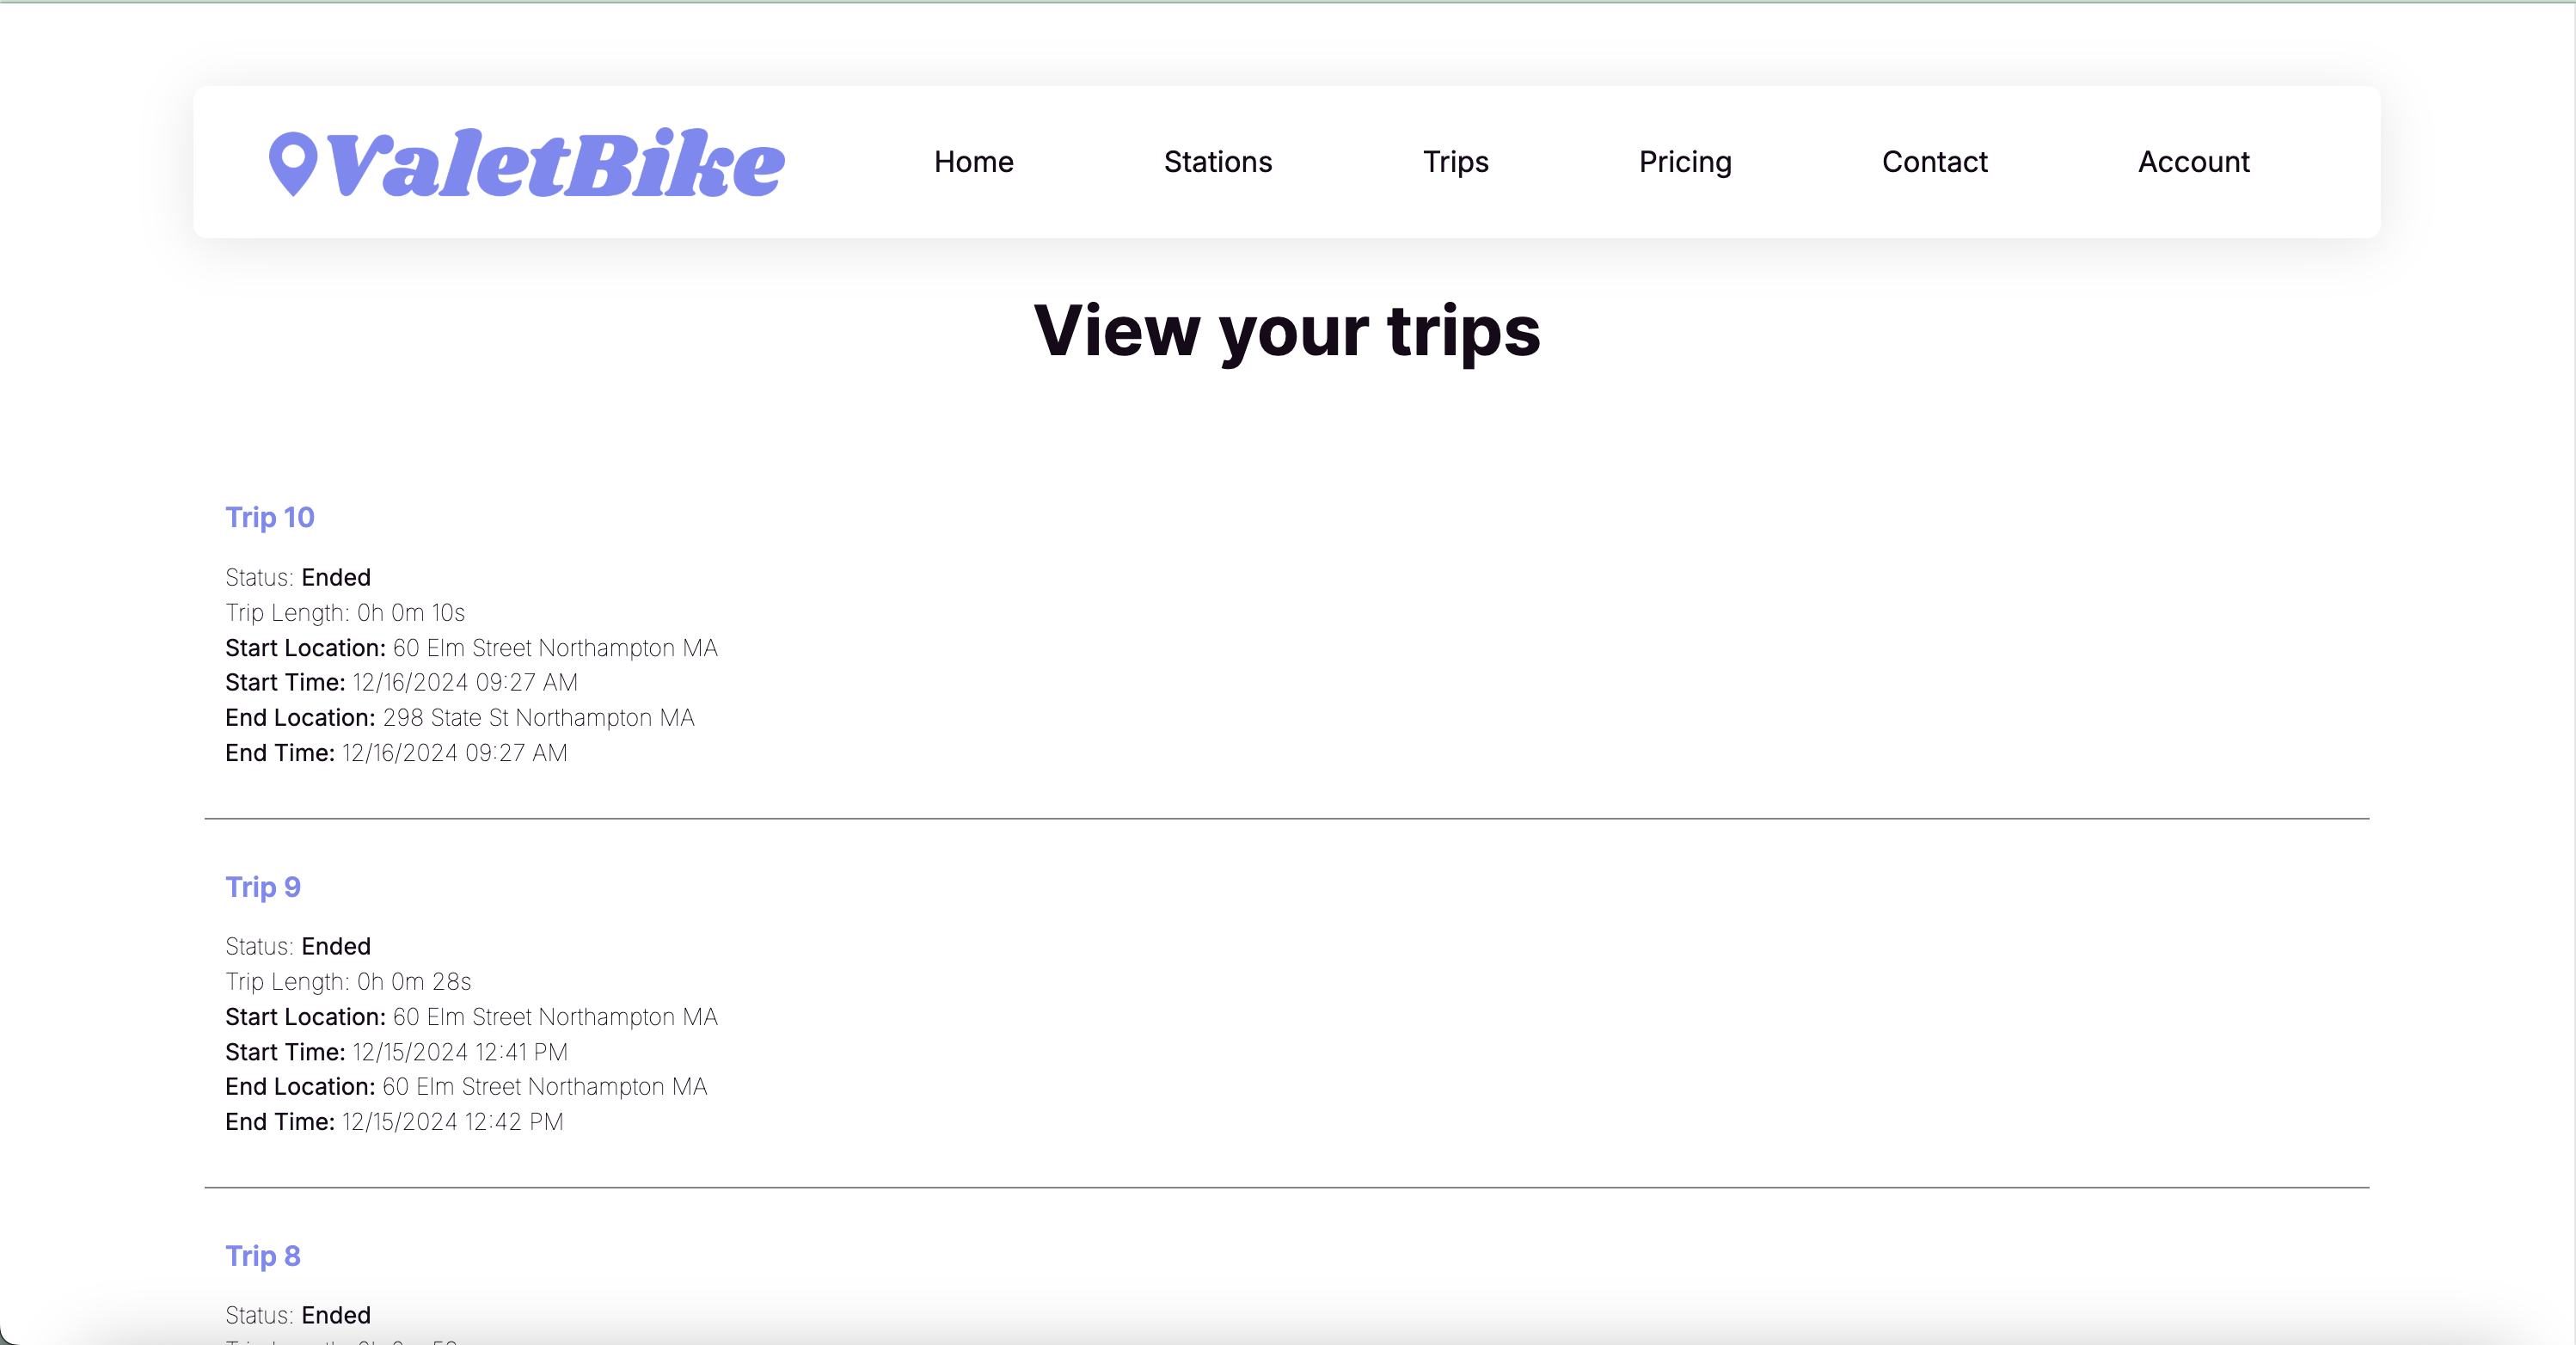 ValetBike
Home Stations Trips Pricing Contact Account
View your trips
Trip 10
Status: Ended
Trip Length: 0h 0m 10s
Start Location: 60 Elm Street Northampton MA
Start Time: 12/16/2024 09:27 AM
End Location: 298 State St Northampton MA
End Time: 12/16/2024 09:27 AM
Trip 9
Status: Ended
Trip Length: 0h 0m 28s
Start Location: 60 Elm Street Northampton MA
Start Time: 12/15/2024 12:41 PM
End Location: 60 Elm Street Northampton MA
End Time: 12/15/2024 12:42 PM
Trip 8
Status: Ended